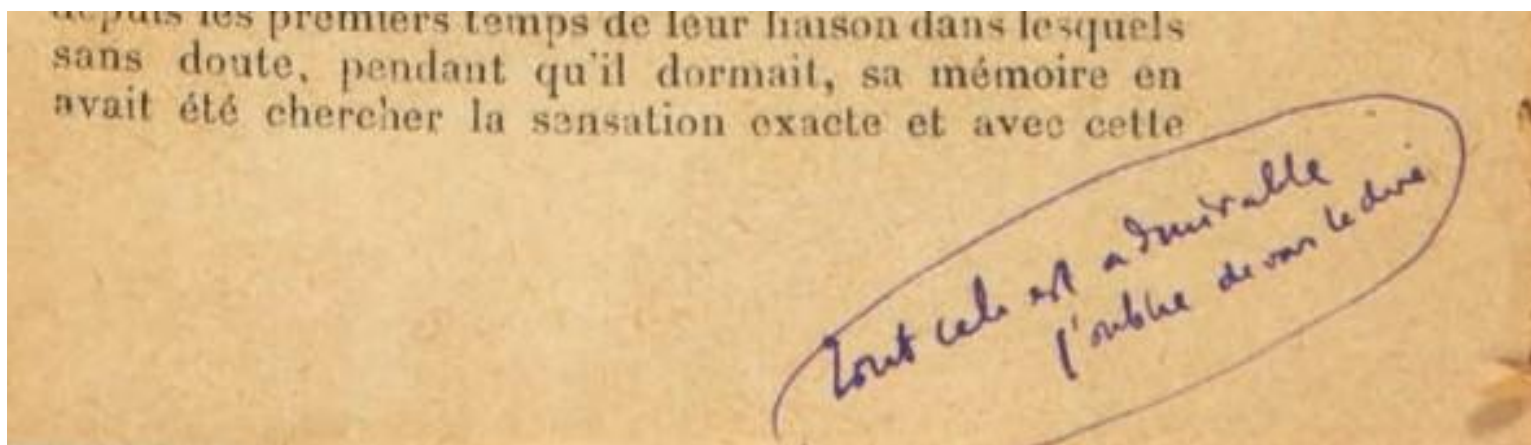 depuis les premiers temps de leur liaison dans lesquels
sans doute, pendant qu'il dormait, sa mémoire en
avait été chercher la sensation exacte et avec cette
Tout cela est admirable
j'oublie de vous le dire